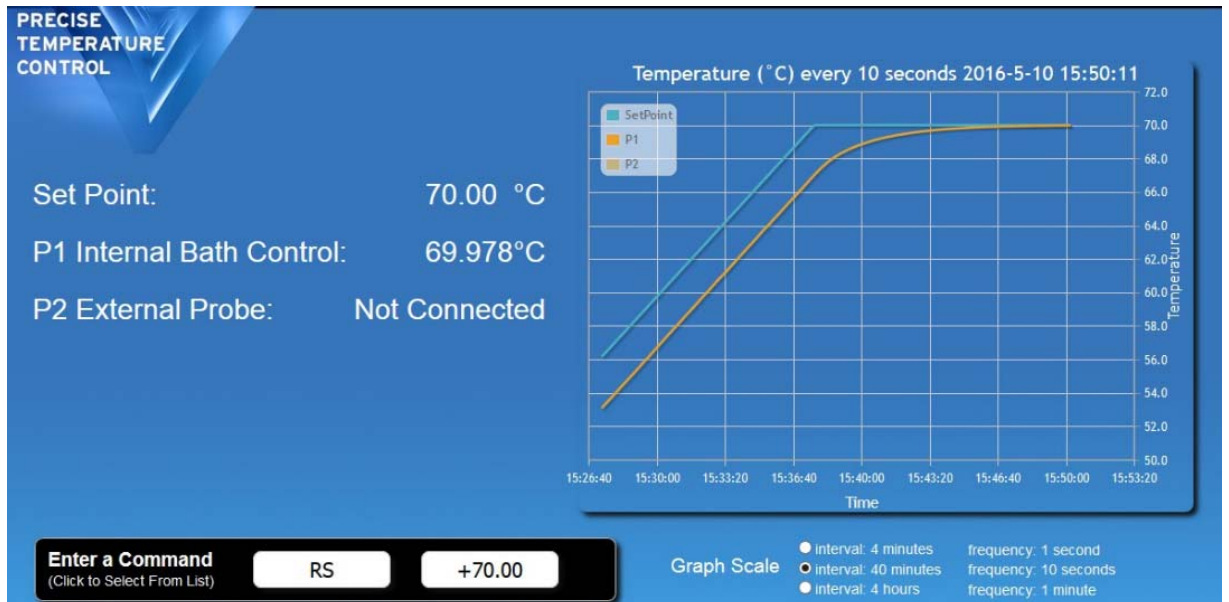 PRECISE
TEMPERATURE
CONTROL
Set Point: 70.00 °C
P1 Internal Bath Control: 69.978°C
P2 External Probe: Not Connected
Temperature (°C) every 10 seconds 2016-5-10 15:50:11
SetPoint
P1
P2
72.0
70.0
68.0
66.0
64.0
62.0
60.0
58.0
56.0
54.0
52.0
50.0
Temperature
15:26:40 15:30:00 15:33:20 15:36:40 15:40:00 15:43:20 15:46:40 15:50:00 15:53:20
Time
Enter a Command
(Click to Select From List)
RS
+70.00
Graph Scale
interval: 4 minutes frequency: 1 second
interval: 40 minutes frequency: 10 seconds
interval: 4 hours frequency: 1 minute